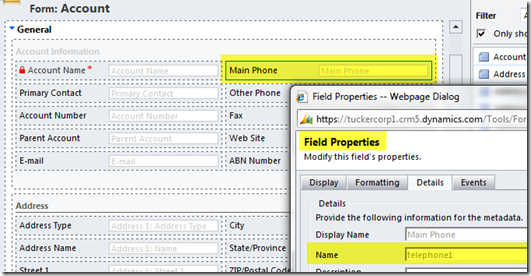 Form: Account
General
Account Information
Account Name * Account Name
Main Phone Main Phone
Primary Contact Primary Contact
Other Phone
Account Number Account Number
Fax
Parent Account Parent Account
Web Site
E-mail E-mail
ABN Number
Address
Address Type Address 1: Address Type
City
Address Name Address 1: Name
State/Province
Street 1 Address 1: Street 1
ZIP/Postal Code
Filter
Only sho
Account
Address
Field Properties -- Webpage Dialog
https://tuckercorp1.crm5.dynamics.com/Tools/For
Field Properties
Modify this field's properties.
Display Formatting Details Events
Details
Provide the following information for the metadata.
Display Name Main Phone
Name telephone1
Description